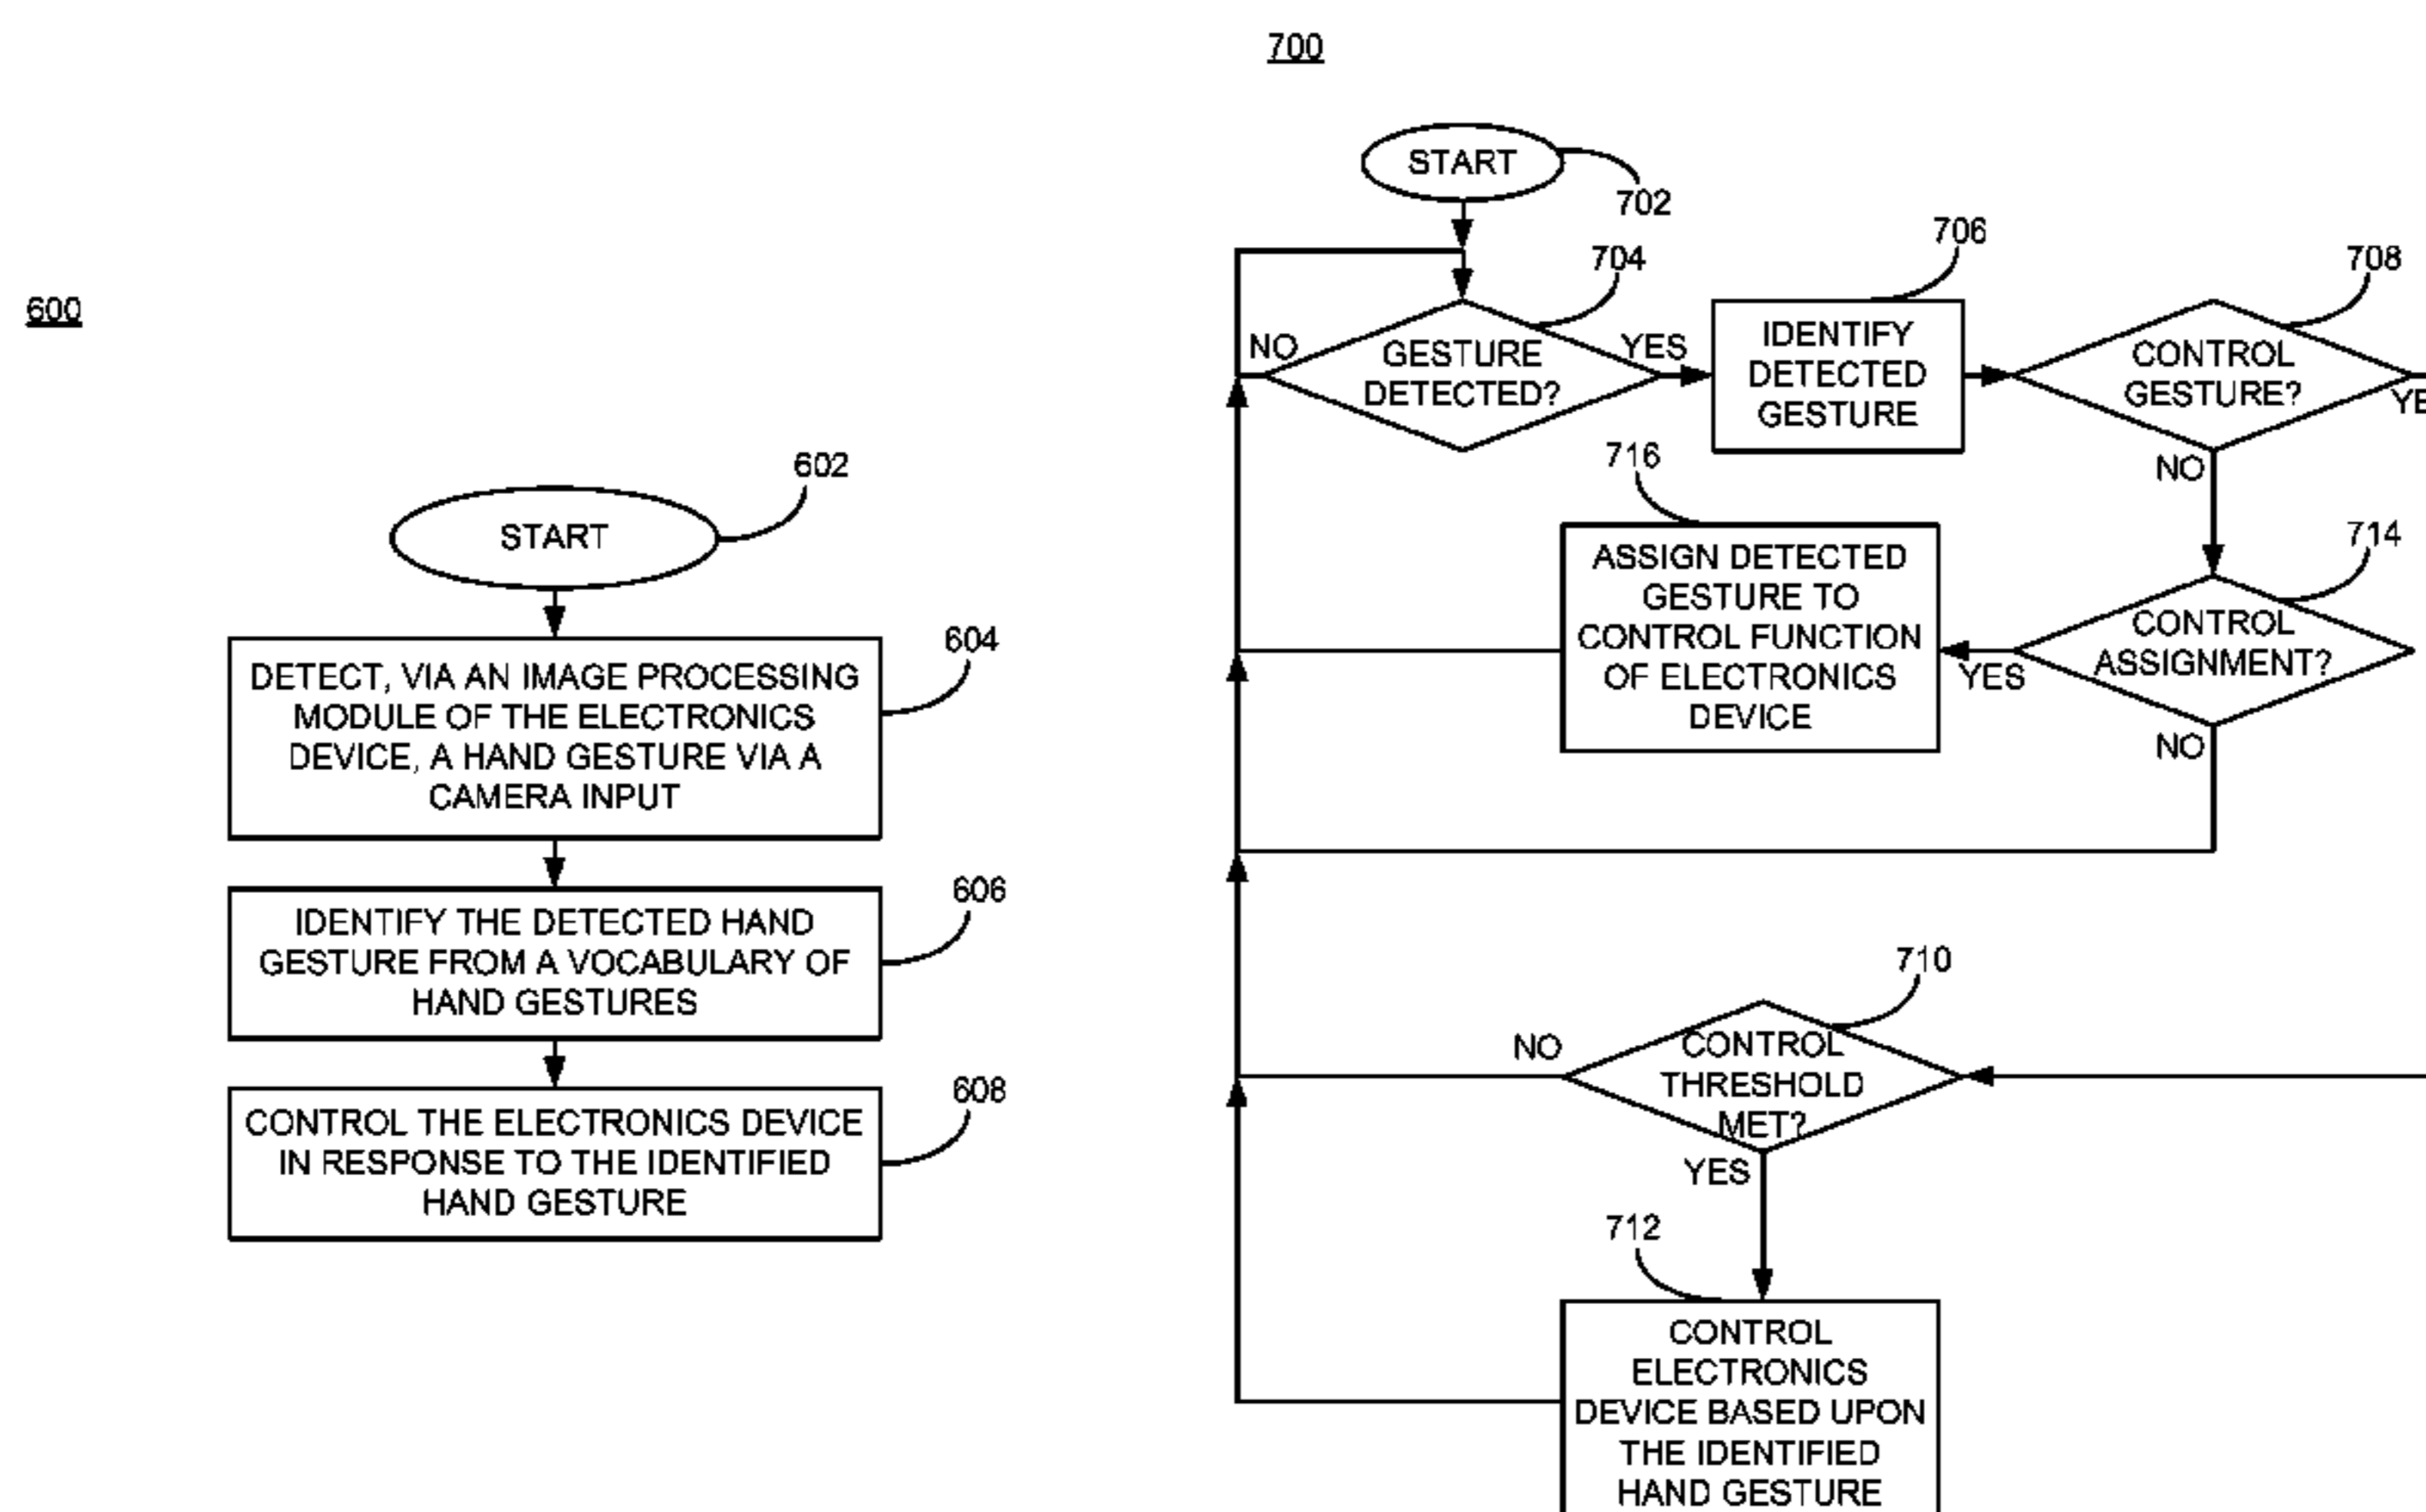 600
602
START
604
DETECT, VIA AN IMAGE PROCESSING
MODULE OF THE ELECTRONICS
DEVICE, A HAND GESTURE VIA A
CAMERA INPUT
606
IDENTIFY THE DETECTED HAND
GESTURE FROM A VOCABULARY OF
HAND GESTURES
608
CONTROL THE ELECTRONICS DEVICE
IN RESPONSE TO THE IDENTIFIED
HAND GESTURE
700
START
702
704
NO
GESTURE
DETECTED?
YES
706
IDENTIFY
DETECTED
GESTURE
708
CONTROL
GESTURE?
YE
NO
714
CONTROL
ASSIGNMENT?
YES
NO
716
ASSIGN DETECTED
GESTURE TO
CONTROL FUNCTION
OF ELECTRONICS
DEVICE
710
CONTROL
THRESHOLD
MET?
NO
YES
712
CONTROL
ELECTRONICS
DEVICE BASED UPON
THE IDENTIFIED
HAND GESTURE